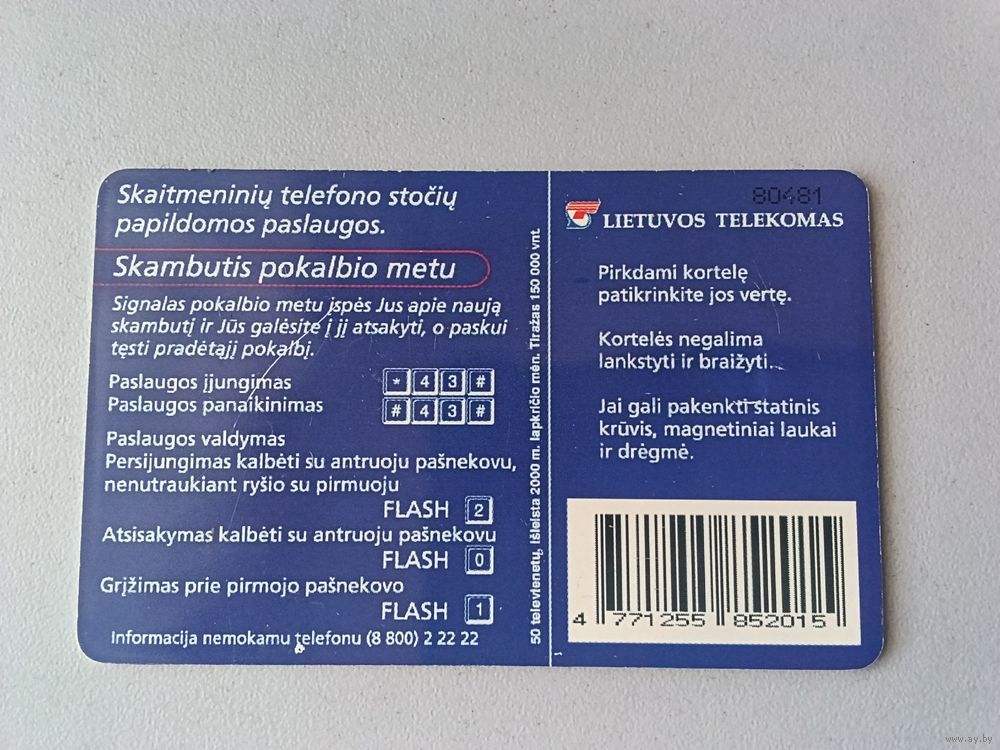 Skaitmeninių telefono stočių
papildomos paslaugos.
Skambutis pokalbio metu
Signalas pokalbio metu įspės Jus apie naują
skambutį ir Jūs galėsite į jį atsakyti, o paskui
tęsti pradėtąjį pokalbį.
Paslaugos įjungimas * 4 3 #
Paslaugos panaikinimas # 4 3 #
Paslaugos valdymas
Persijungimas kalbėti su antruoju pašnekovu,
nenutraukiant ryšio su pirmuoju
FLASH 2
Atsisakymas kalbėti su antruoju pašnekovu
FLASH 0
Grįžimas prie pirmojo pašnekovo
FLASH 1
Informacija nemokamu telefonu (8 800) 2 22 22
50 televienetų, Išleista 2000 m. lapkričio mėn. Tiražas 150 000 vnt.
80481
LIETUVOS TELEKOMAS
Pirkdami kortelę
patikrinkite jos vertę.
Kortelės negalima
lankstyti ir braižyti.
Jai gali pakenkti statinis
krūvis, magnetiniai laukai
ir drėgmė.
4 771255 852015
www.ay.by